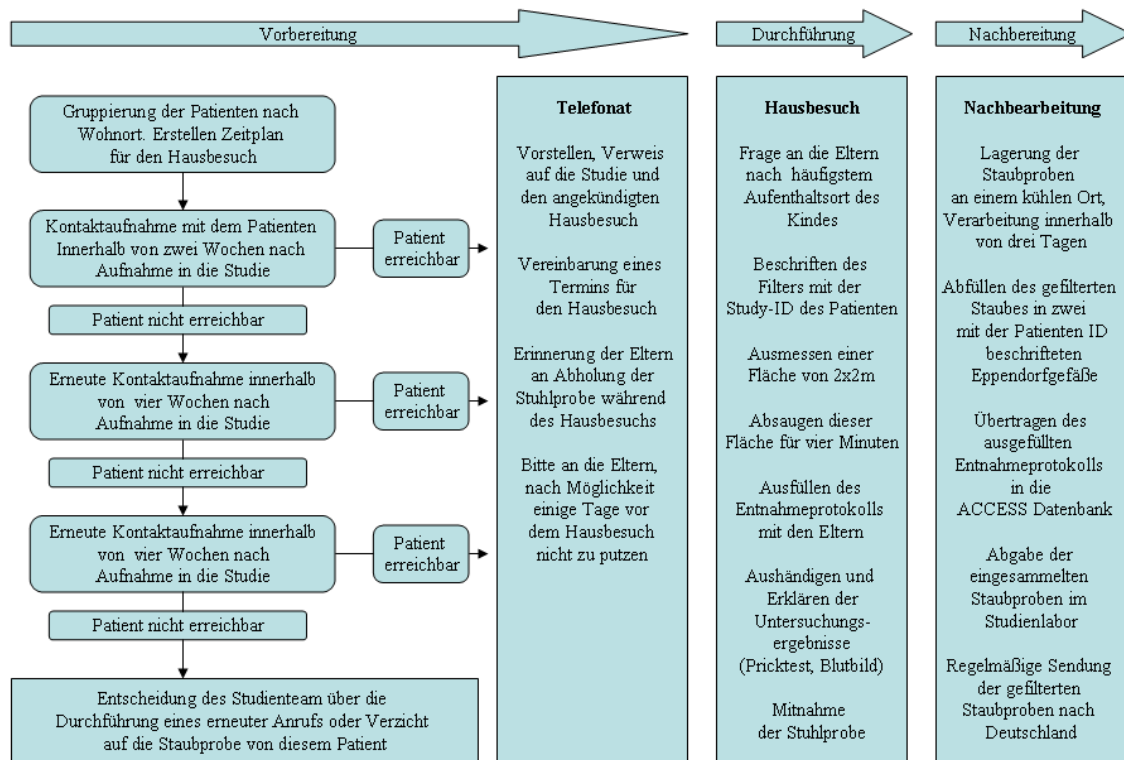 Vorbereitung
Durchführung
Nachbereitung
Gruppierung der Patienten nach
Wohnort. Erstellen Zeitplan
für den Hausbesuch
Kontaktaufnahme mit dem Patienten
Innerhalb von zwei Wochen nach
Aufnahme in die Studie
Patient
erreichbar
Patient nicht erreichbar
Erneute Kontaktaufnahme innerhalb
von vier Wochen nach
Aufnahme in die Studie
Patient
erreichbar
Patient nicht erreichbar
Erneute Kontaktaufnahme innerhalb
von vier Wochen nach
Aufnahme in die Studie
Patient
erreichbar
Patient nicht erreichbar
Entscheidung des Studienteam über die
Durchführung eines erneuter Anrufs oder Verzicht
auf die Staubprobe von diesem Patient
Telefonat
Vorstellen, Verweis
auf die Studie und
den angekündigten
Hausbesuch
Vereinbarung eines
Termins für
den Hausbesuch
Erinnerung der Eltern
an Abholung der
Stuhlprobe während
des Hausbesuchs
Bitte an die Eltern,
nach Möglichkeit
einige Tage vor
dem Hausbesuch
nicht zu putzen
Hausbesuch
Frage an die Eltern
nach häufigstem
Aufenthaltsort des
Kindes
Beschriften des
Filters mit der
Study-ID des Patienten
Ausmessen einer
Fläche von 2x2m
Absaugen dieser
Fläche für vier Minuten
Ausfüllen des
Entnahmeprotokolls
mit den Eltern
Aushändigen und
Erklären der
Untersuchungs-
ergebnisse
(Pricktest, Blutbild)
Mitnahme
der Stuhlprobe
Nachbearbeitung
Lagerung der
Staubproben
an einem kühlen Ort,
Verarbeitung innerhalb
von drei Tagen
Abfüllen des gefilterten
Staubes in zwei
mit der Patienten ID
beschrifteten
Eppendorfgefäße
Übertragen des
ausgefüllten
Entnahmeprotokolls
in die
ACCESS Datenbank
Abgabe der
eingesammelten
Staubproben im
Studienlabor
Regelmäßige Sendung
der gefilterten
Staubproben nach
Deutschland